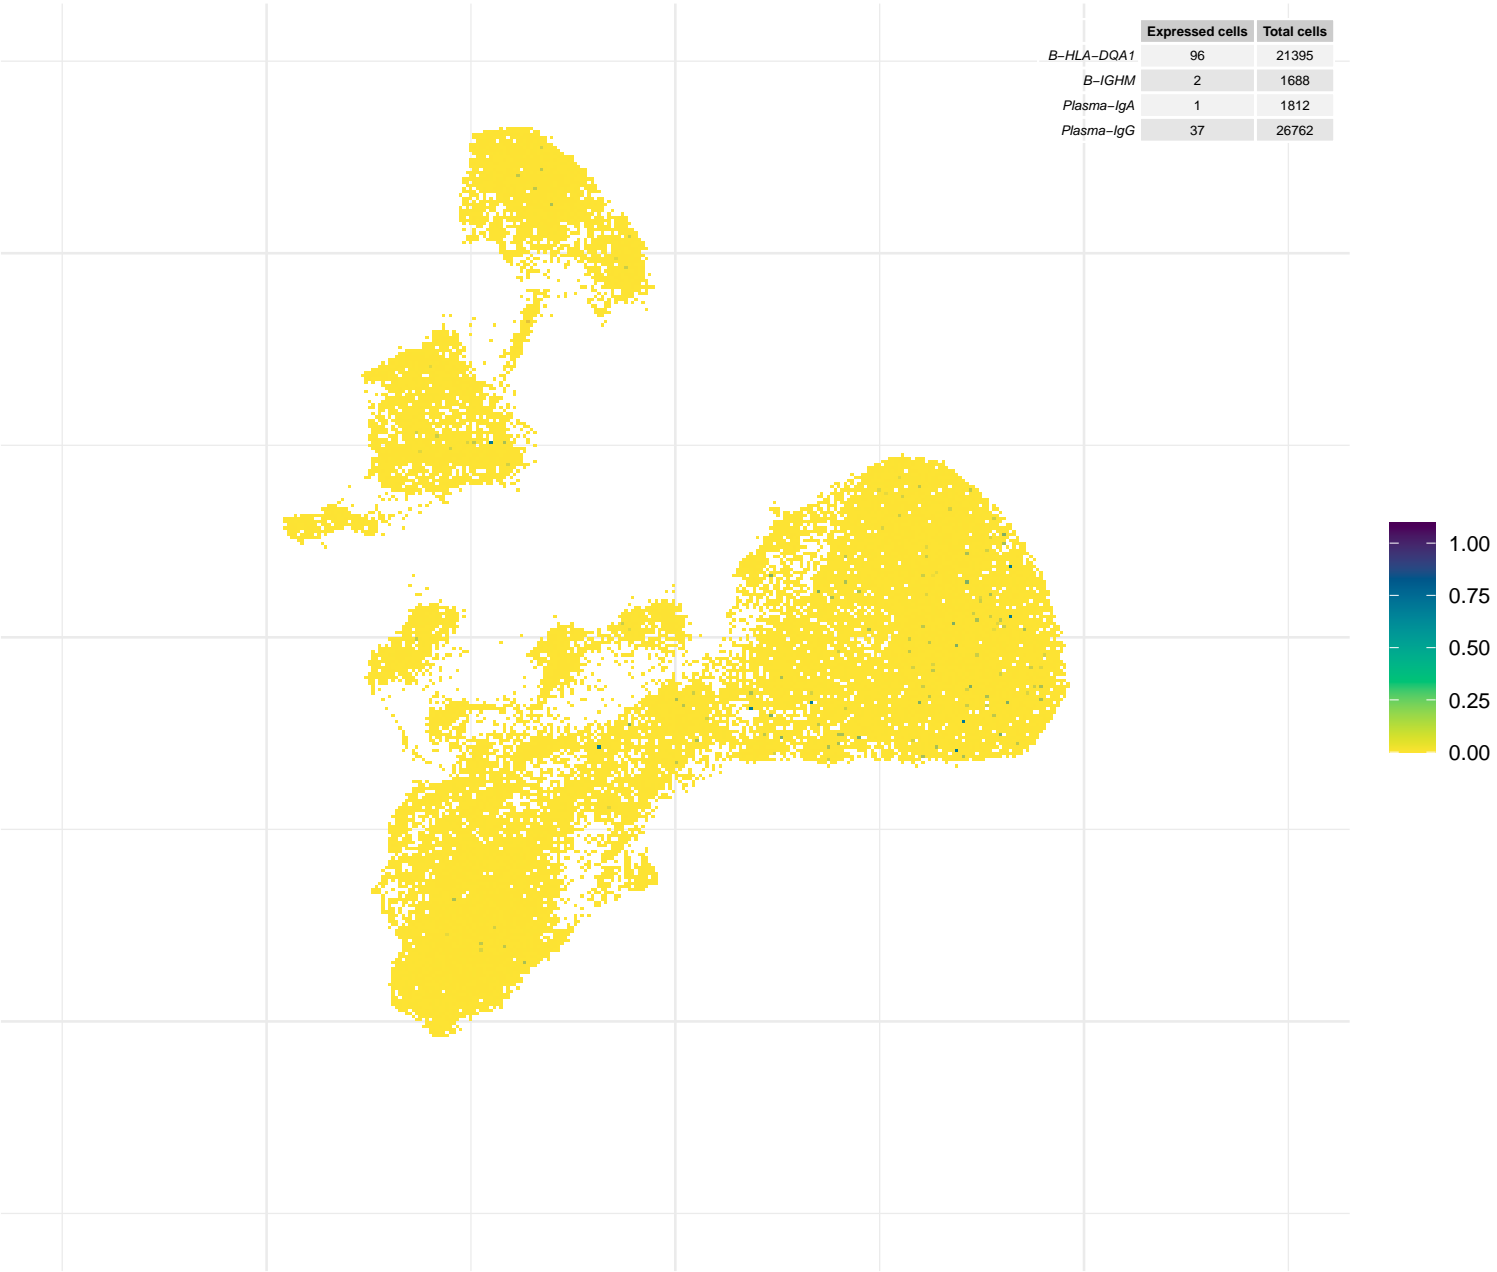 Expressed cells Total cells
B−HLA−DQA1 96 21395
B−IGHM 2 1688
Plasma−IgA 1 1812
Plasma−IgG 37 26762
1.00
0.75
0.50
0.25
0.00